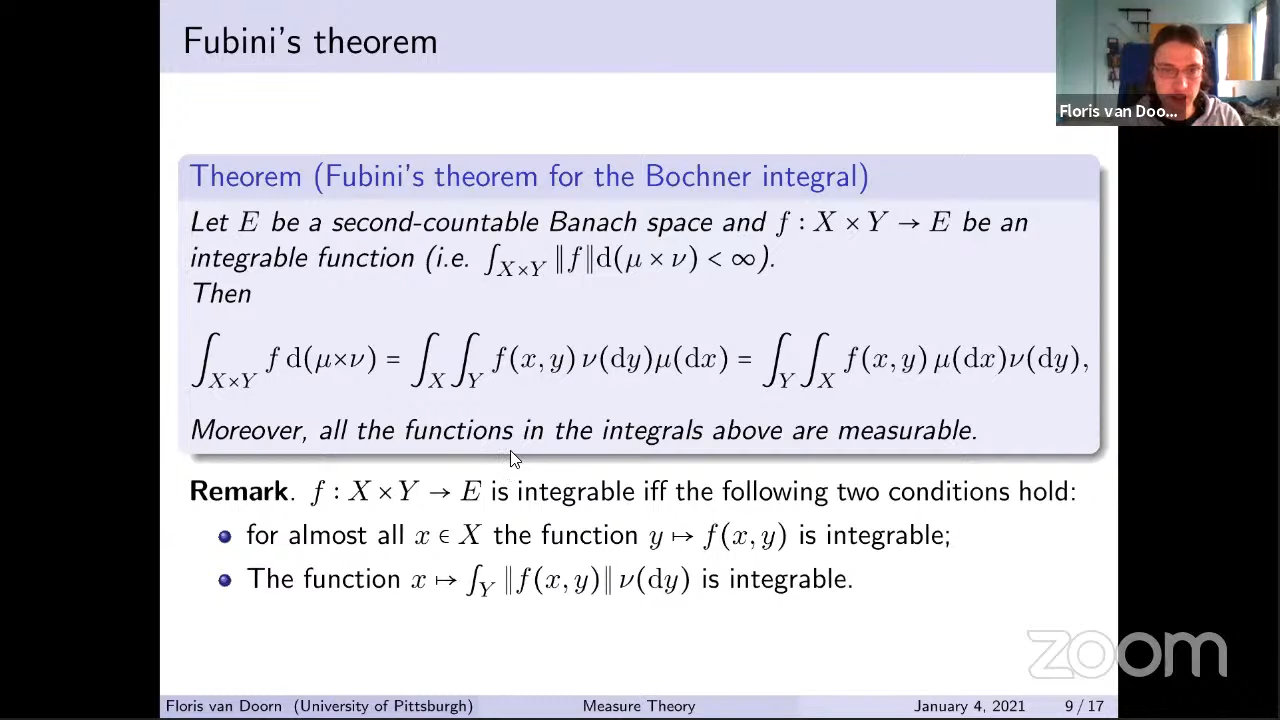 Fubini's theorem
Floris van Doo...
Theorem (Fubini's theorem for the Bochner integral)
Let E be a second-countable Banach space and f : X × Y → E be an
integrable function (i.e. ∫_{X×Y} ‖f‖d(μ × ν) < ∞).
Then
∫_{X×Y} f d(μ×ν) = ∫_X ∫_Y f(x, y) ν(dy)μ(dx) = ∫_Y ∫_X f(x, y) μ(dx)ν(dy),
Moreover, all the functions in the integrals above are measurable.
Remark. f : X × Y → E is integrable iff the following two conditions hold:
for almost all x ∈ X the function y ↦ f(x, y) is integrable;
The function x ↦ ∫_Y ‖f(x, y)‖ ν(dy) is integrable.
zoom
Floris van Doorn (University of Pittsburgh) Measure Theory January 4, 2021 9 / 17